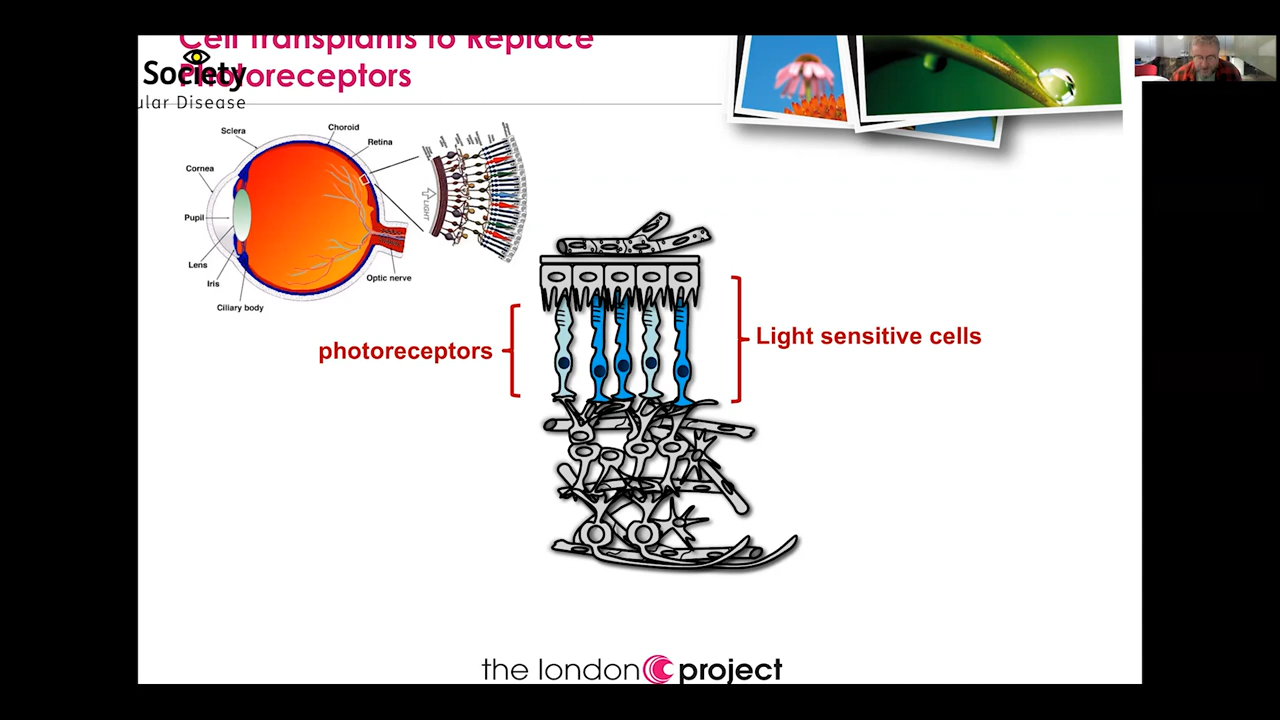 Cell Transplants to Replace
Photoreceptors
Society
ular Disease
Sclera
Choroid
Retina
Cornea
Pupil
Lens
Iris
Ciliary body
Optic nerve
LIGHT
photoreceptors
Light sensitive cells
the london project